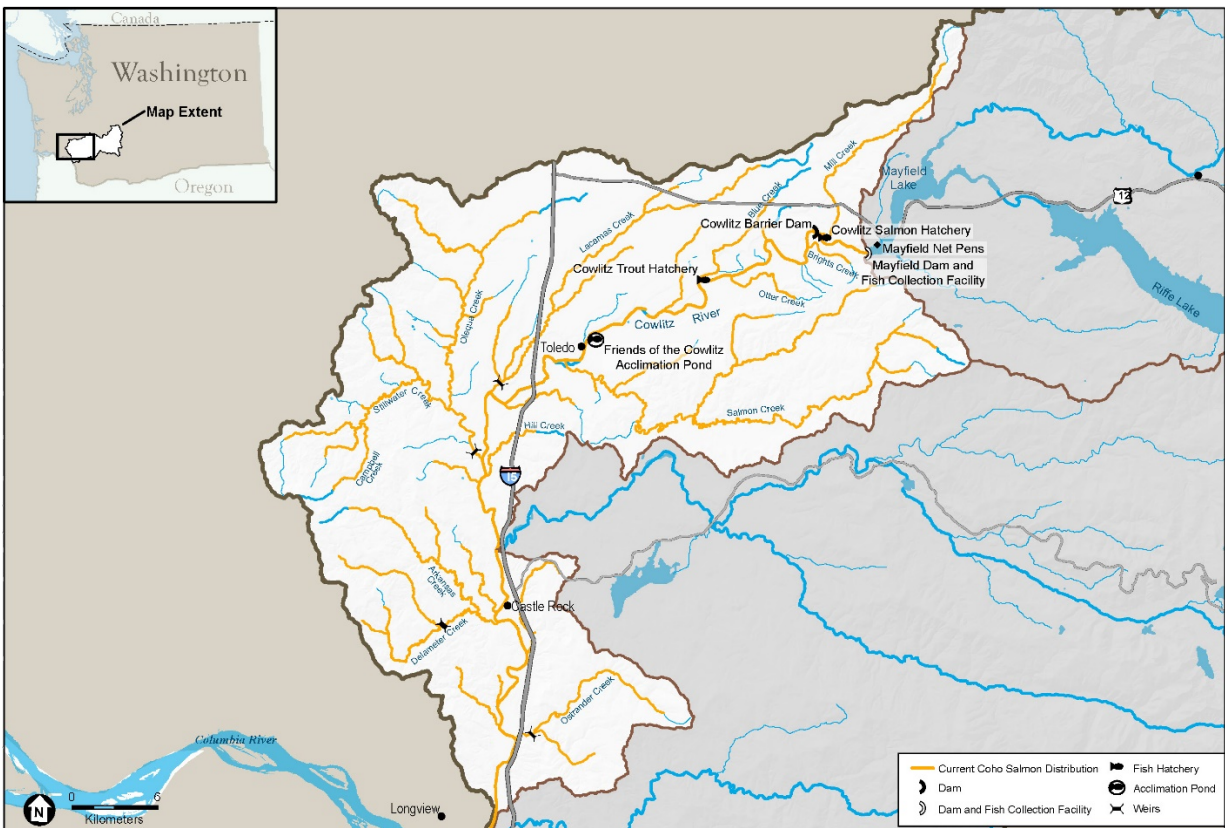 Canada
Washington
Map Extent
Oregon
Mill Creek
Mayfield
Lake
12
Blue Creek
Lacamas Creek
Cowlitz Barrier Dam
Cowlitz Salmon Hatchery
Mayfield Net Pens
Brights Creek
Mayfield Dam and
Fish Collection Facility
Cowlitz Trout Hatchery
Otter Creek
Riffe Lake
Olequa Creek
Cowlitz River
Toledo
Friends of the Cowlitz
Acclimation Pond
Stillwater Creek
Salmon Creek
Hill Creek
Campbell
Creek
I5
Arkansas
Creek
Castle Rock
Delameter Creek
Ostrander Creek
Columbia River
Longview
N
0 6
Kilometers
Current Coho Salmon Distribution
Dam
Dam and Fish Collection Facility
Fish Hatchery
Acclimation Pond
Weirs